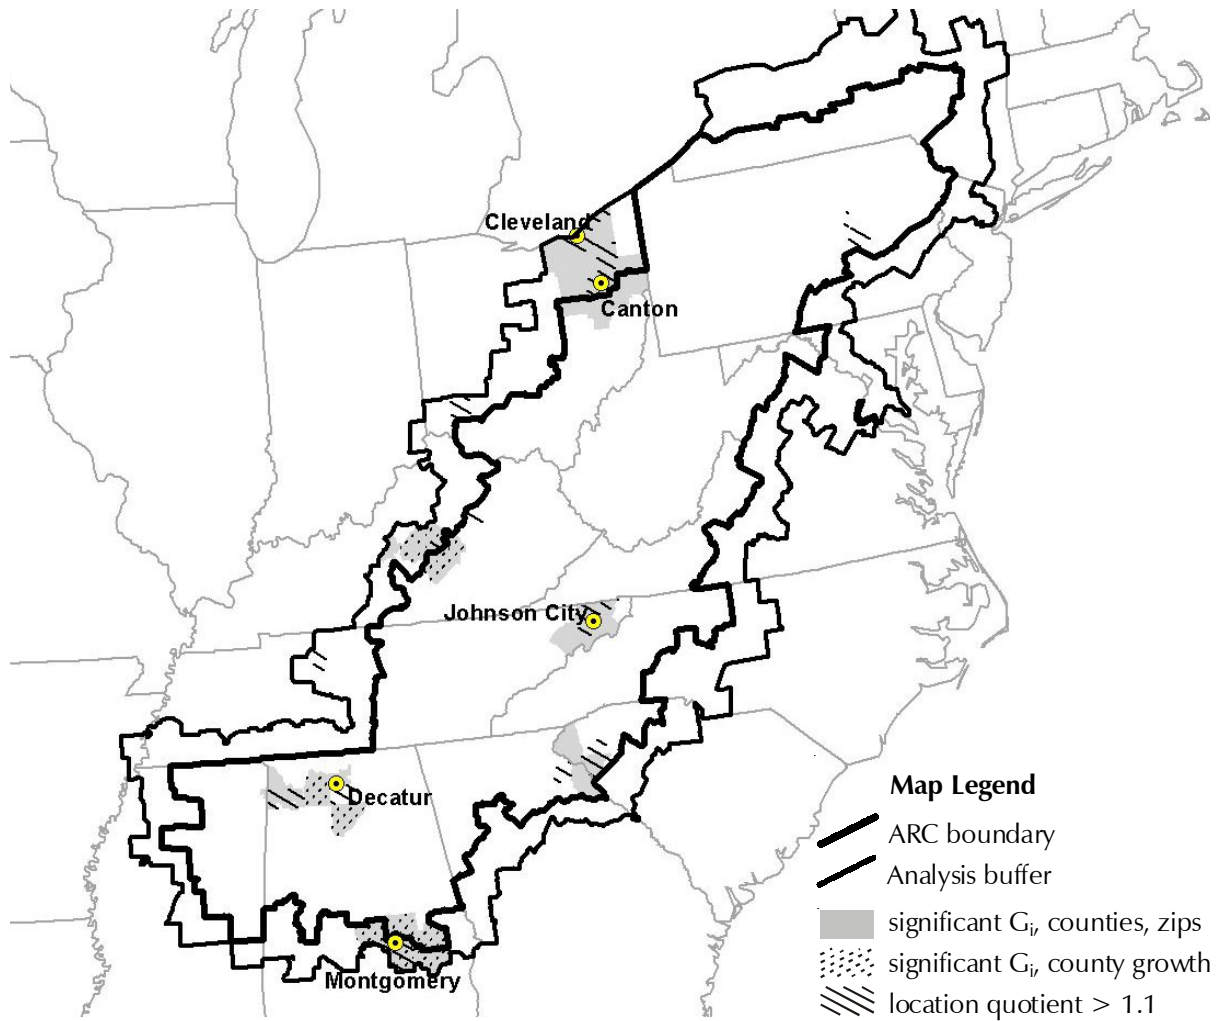 Cleveland
Canton
Johnson City
Decatur
Montgomery
Map Legend
ARC boundary
Analysis buffer
significant Gi, counties, zips
significant Gi, county growth
location quotient > 1.1